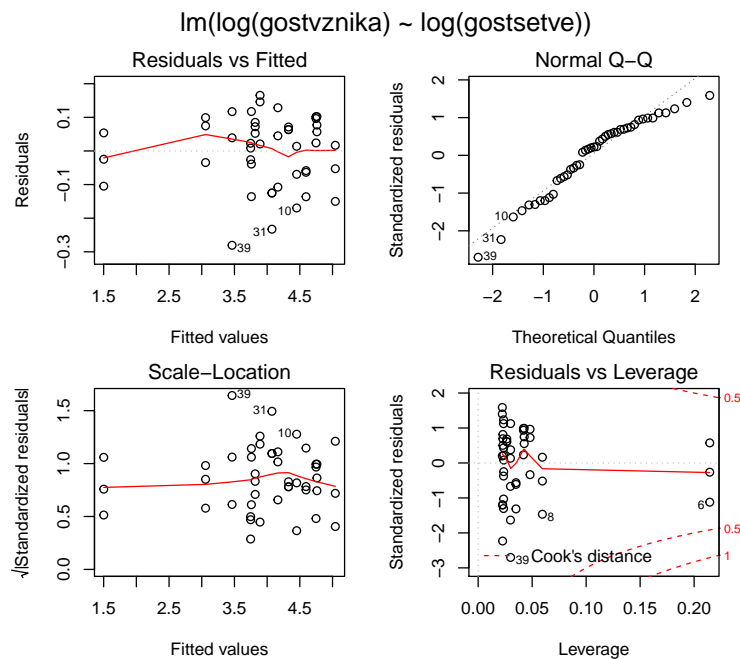 lm(log(gostvznika) ~ log(gostsetve))
Residuals vs Fitted
Residuals
0.1
−0.1
−0.3
10
31
39
1.5 2.5 3.5 4.5
Fitted values
Normal Q−Q
Standardized residuals
2
1
0
−1
−2
10
31
39
−2 −1 0 1 2
Theoretical Quantiles
Scale−Location
√|Standardized residuals|
1.5
1.0
0.5
0.0
39
31
10
1.5 2.5 3.5 4.5
Fitted values
Residuals vs Leverage
Standardized residuals
2
1
0
−1
−2
−3
0.5
6
8
0.5
39
Cook's distance
1
0.00 0.05 0.10 0.15 0.20
Leverage